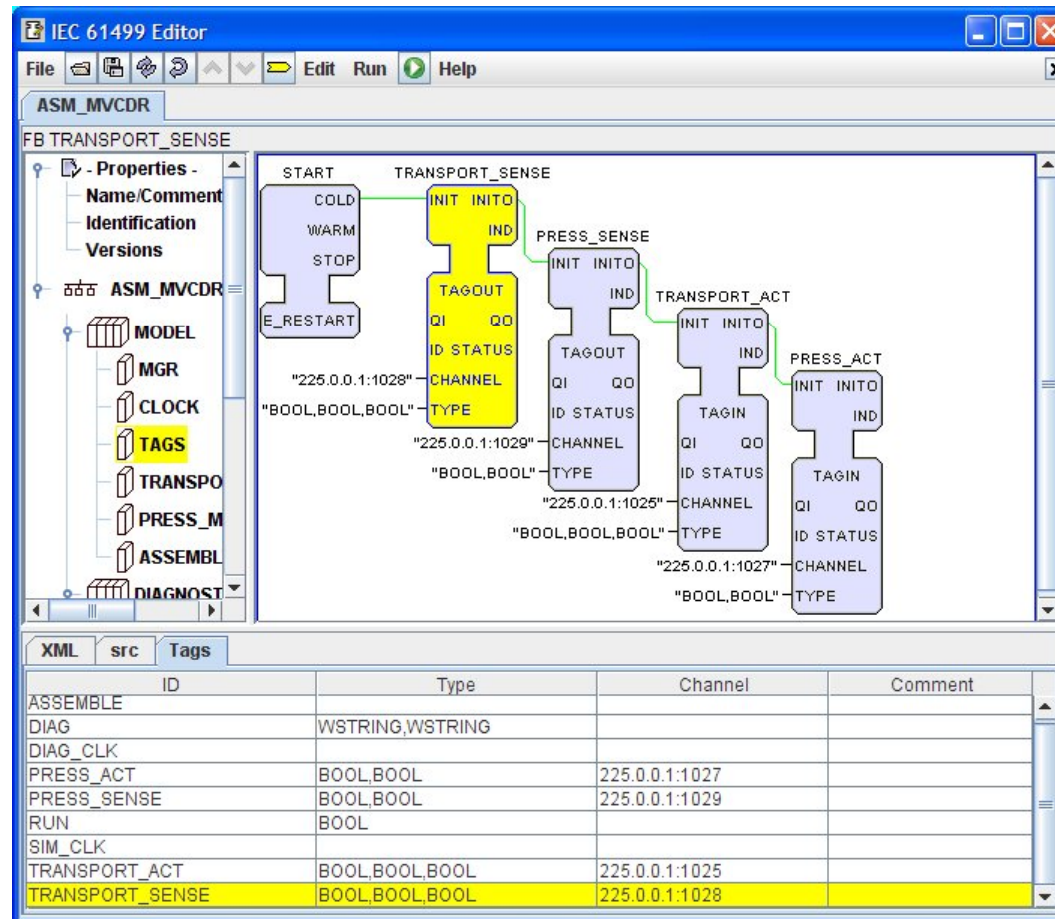 IEC 61499 Editor
File Edit Run Help
ASM_MVCDR
FB TRANSPORT_SENSE
- Properties -
Name/Comment
Identification
Versions
ASM_MVCDR
MODEL
MGR
CLOCK
TAGS
TRANSPO
PRESS_M
ASSEMBL
DIAGNOST
START
COLD
WARM
STOP
E_RESTART
TRANSPORT_SENSE
INIT INITO
IND
TAGOUT
QI QO
ID STATUS
"225.0.0.1:1028" CHANNEL
"BOOL,BOOL,BOOL" TYPE
PRESS_SENSE
INIT INITO
IND
TAGOUT
QI QO
ID STATUS
"225.0.0.1:1029" CHANNEL
"BOOL,BOOL" TYPE
TRANSPORT_ACT
INIT INITO
IND
TAGIN
QI QO
ID STATUS
"225.0.0.1:1025" CHANNEL
"BOOL,BOOL,BOOL" TYPE
PRESS_ACT
INIT INITO
IND
TAGIN
QI QO
ID STATUS
"225.0.0.1:1027" CHANNEL
"BOOL,BOOL" TYPE
XML src Tags
ID Type Channel Comment
ASSEMBLE
DIAG WSTRING,WSTRING
DIAG_CLK
PRESS_ACT BOOL,BOOL 225.0.0.1:1027
PRESS_SENSE BOOL,BOOL 225.0.0.1:1029
RUN BOOL
SIM_CLK
TRANSPORT_ACT BOOL,BOOL,BOOL 225.0.0.1:1025
TRANSPORT_SENSE BOOL,BOOL,BOOL 225.0.0.1:1028